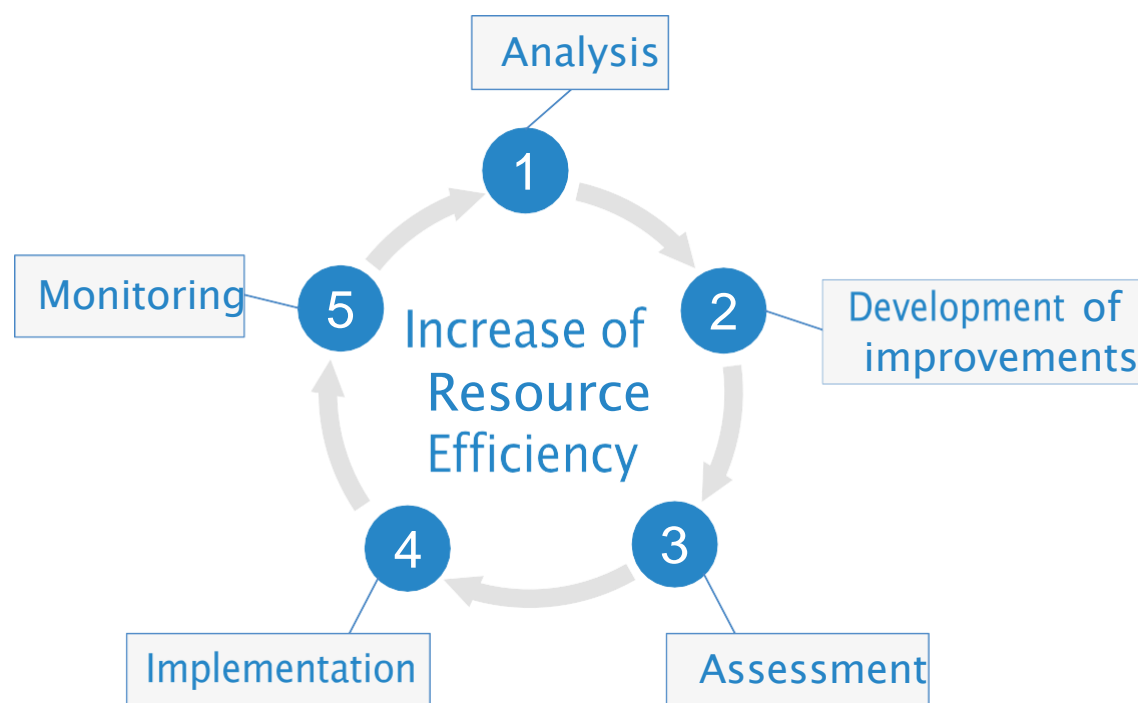 Analysis
1
Monitoring
5
2
Development of
improvements
Increase of
Resource
Efficiency
4
3
Implementation
Assessment